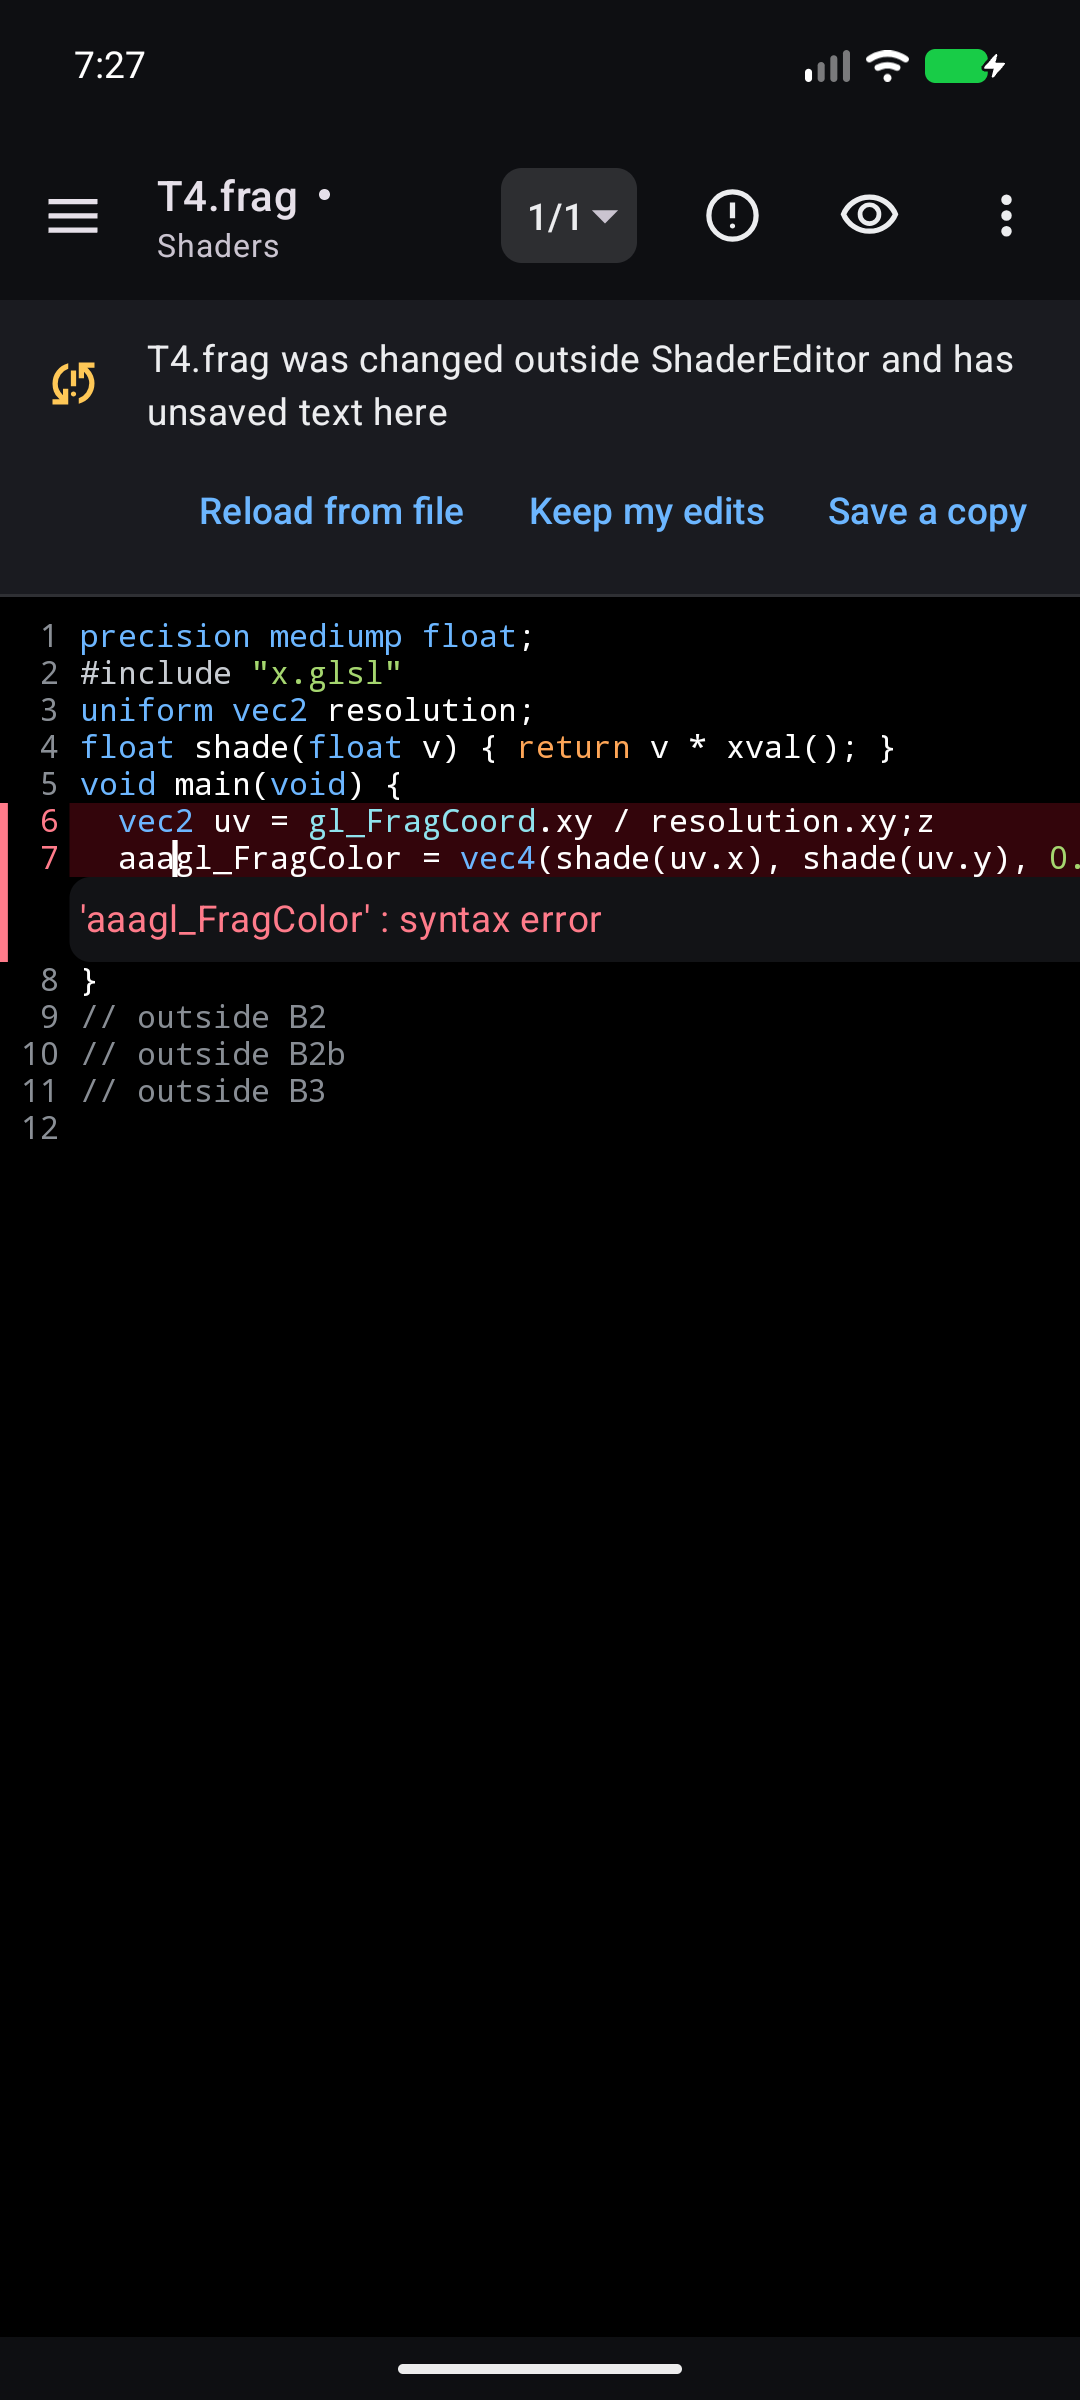 7:27
T4.frag •
Shaders
1/1
T4.frag was changed outside ShaderEditor and has
unsaved text here
Reload from file Keep my edits Save a copy
1 precision mediump float;
2 #include "x.glsl"
3 uniform vec2 resolution;
4 float shade(float v) { return v * xval(); }
5 void main(void) {
6 vec2 uv = gl_FragCoord.xy / resolution.xy;z
7 aaagl_FragColor = vec4(shade(uv.x), shade(uv.y), 0.
'aaagl_FragColor' : syntax error
8 }
9 // outside B2
10 // outside B2b
11 // outside B3
12